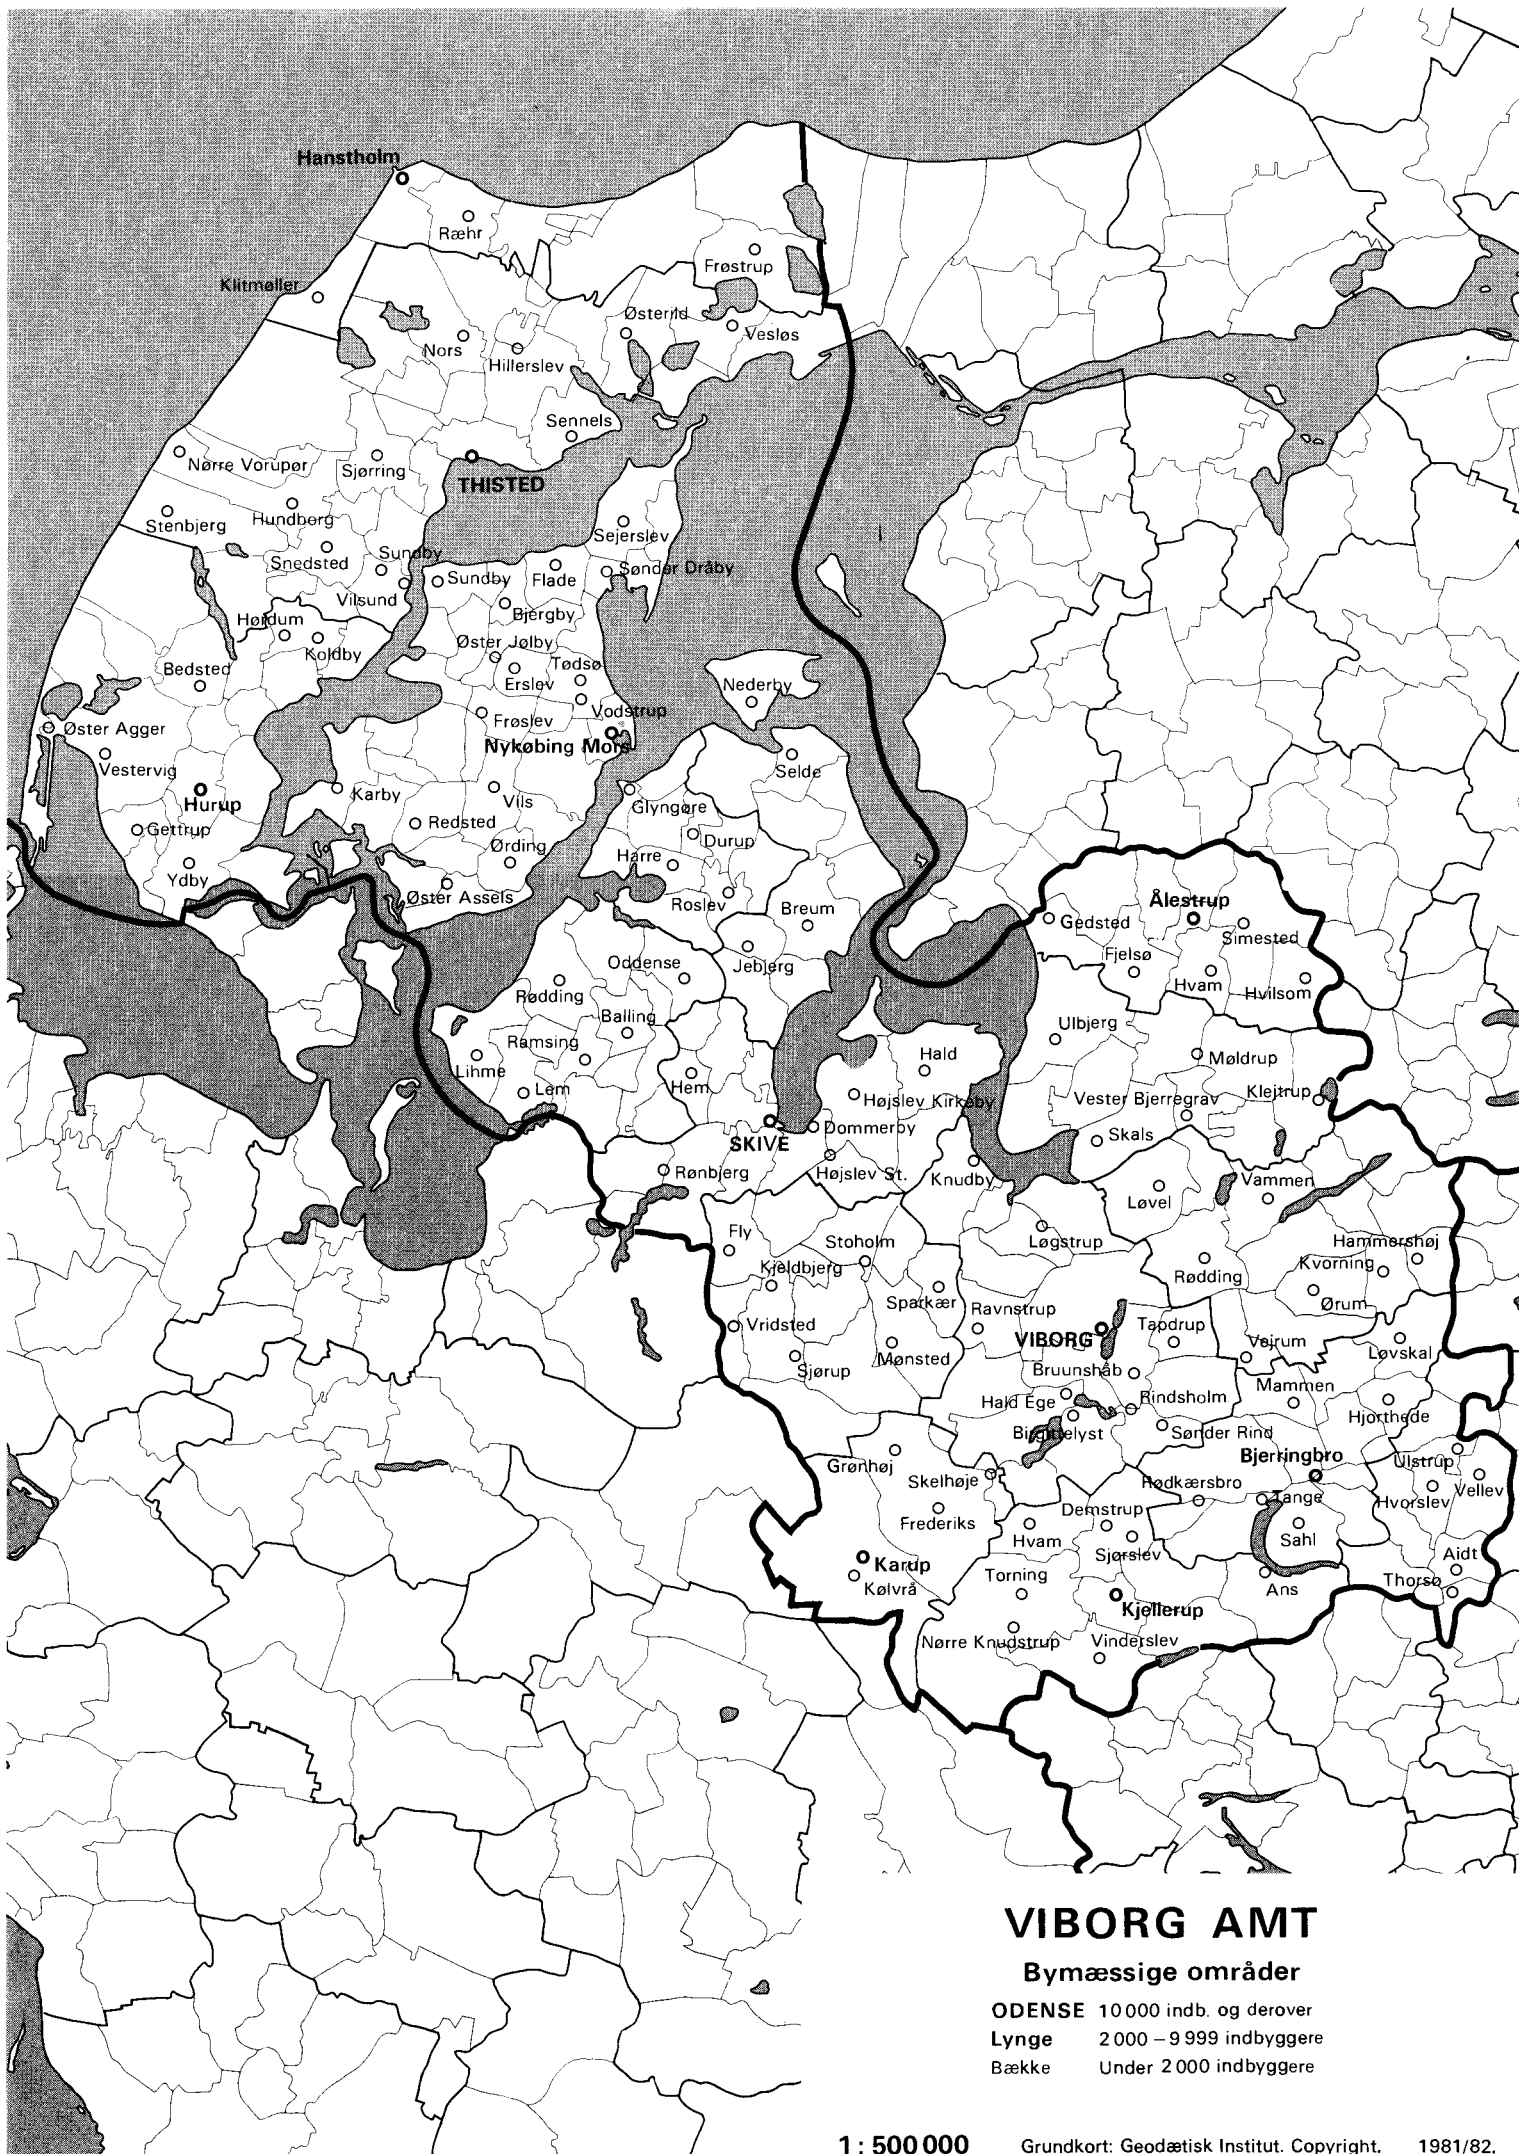 Hanstholm
Ræhr
Frøstrup
Klitmøller
Østerild
Vesløs
Nors
Hillerslev
Sennels
Nørre Vorupør
Sjørring
THISTED
Stenbjerg
Hundborg
Sejerslev
Snedsted
Sundby
Sundby
Flade
Sønder Dråby
Vilsund
Bjergby
Hørdum
Koldby
Øster Jølby
Tødsø
Bedsted
Erslev
Nederby
Frøslev
Vodstrup
Øster Agger
Nykøbing Mors
Vestervig
Selde
Hurup
Karby
Vils
Glyngøre
Gettrup
Redsted
Durup
Ørding
Harre
Ydby
Øster Assels
Roslev
Breum
Ålestrup
Gedsted
Simested
Jebjerg
Fjelsø
Oddense
Hvam
Hvilsom
Rødding
Balling
Ulbjerg
Ramsing
Hald
Møldrup
Lihme
Hem
Lem
Højslev Kirkeby
Vester Bjerregrav
Klejtrup
Dommerby
SKIVE
Skals
Rønbjerg
Højslev St.
Knudby
Vammen
Løvel
Fly
Stoholm
Løgstrup
Hammershøj
Kjeldbjerg
Rødding
Kvorning
Sparkær
Ravnstrup
Ørum
Vridsted
VIBORG
Tapdrup
Vejrum
Løvskal
Sjørup
Mønsted
Bruunshåb
Mammen
Hald Ege
Rindsholm
Hjorthede
Birgittelyst
Sønder Rind
Grønhøj
Bjerringbro
Ulstrup
Skelhøje
Rødkærsbro
Tange
Hvorslev
Vellev
Frederiks
Demstrup
Hvam
Sahl
Sjørslev
Aidt
Karup
Torning
Kølvrå
Ans
Thorsø
Kjellerup
Nørre Knudstrup
Vinderslev
VIBORG AMT
Bymæssige områder
ODENSE 10 000 indb. og derover
Lynge 2 000 – 9 999 indbyggere
Bække Under 2 000 indbyggere
1 : 500 000 Grundkort: Geodætisk Institut. Copyright. 1981/82.